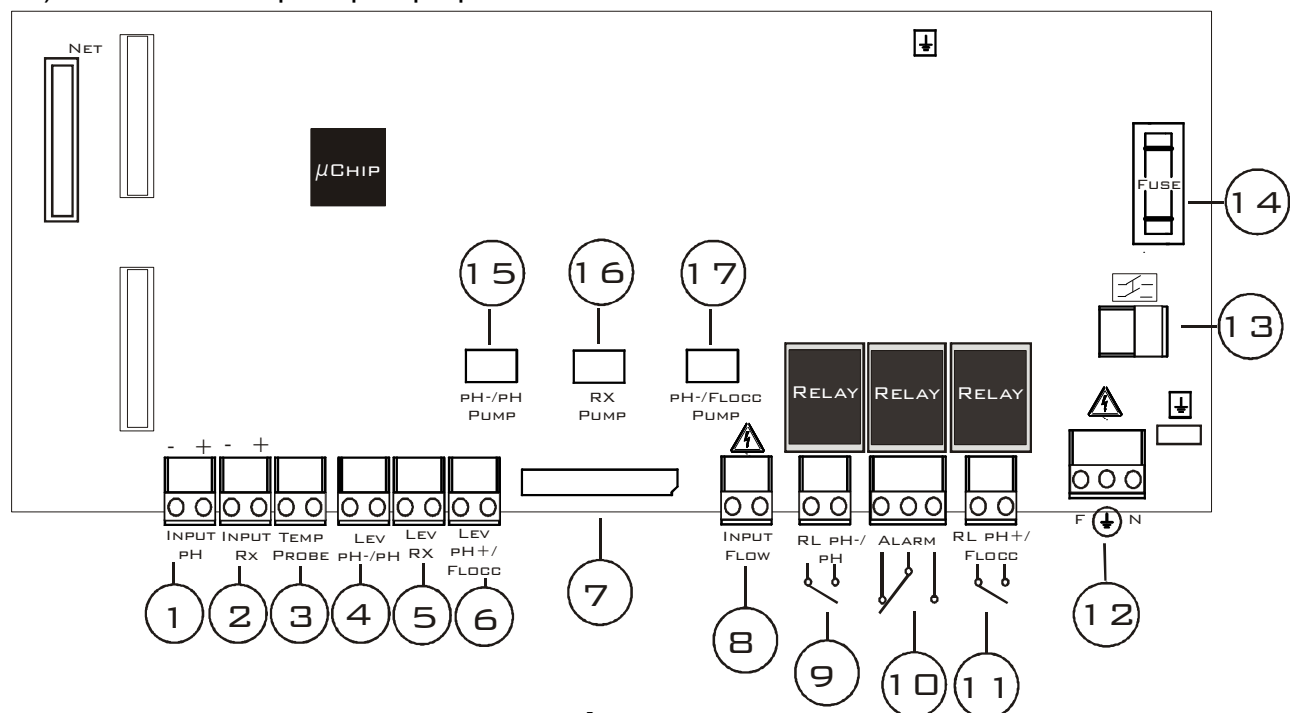 NET
μCHIP
FUSE
14
15
16
17
13
PH-/PH
PUMP
RX
PUMP
PH-/FLOCC
PUMP
RELAY
RELAY
RELAY
- + - +
INPUT
PH
INPUT
RX
TEMP
PROBE
LEV
PH-/PH
LEV
RX
LEV
PH+/
FLOCC
INPUT
FLOW
RL PH-/
PH
ALARM
RL PH+/
FLOCC
F N
1
2
3
4
5
6
7
8
9
10
11
12